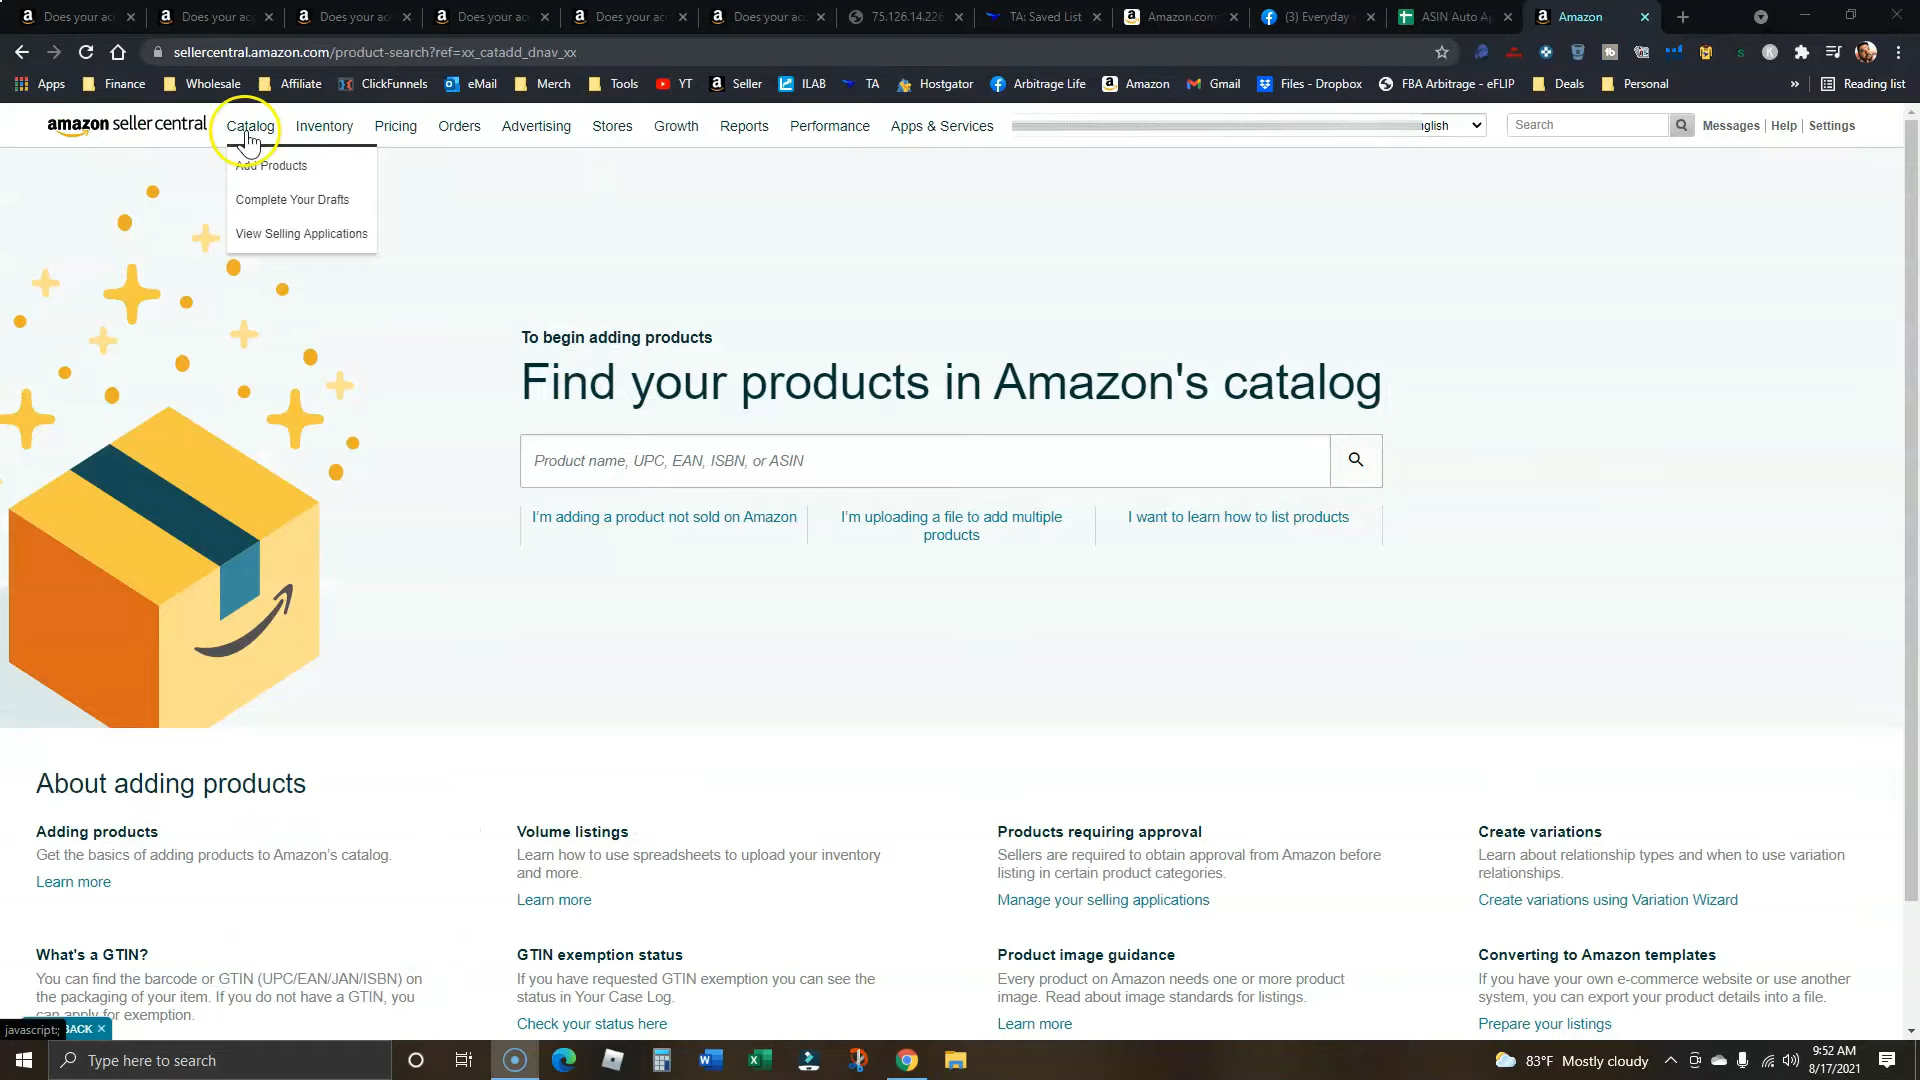 Does your ac
Does your ac
Does your ac
Does your ac
Does your ac
Does your ac
75.126.14.226
TA: Saved List
Amazon.com
(3) Everyday
ASIN Auto Ap
Amazon
sellercentral.amazon.com/product-search?ref=xx_catadd_dnav_xx
Apps Finance Wholesale Affiliate ClickFunnels eMail Merch Tools YT Seller ILAB TA Hostgator Arbitrage Life Amazon Gmail Files - Dropbox FBA Arbitrage - eFLIP Deals Personal » Reading list
amazon seller central Catalog Inventory Pricing Orders Advertising Stores Growth Reports Performance Apps & Services glish Search Messages | Help | Settings
Add Products
Complete Your Drafts
View Selling Applications
To begin adding products
Find your products in Amazon's catalog
Product name, UPC, EAN, ISBN, or ASIN
I'm adding a product not sold on Amazon
I'm uploading a file to add multiple
products
I want to learn how to list products
About adding products
Adding products
Get the basics of adding products to Amazon's catalog.
Learn more
Volume listings
Learn how to use spreadsheets to upload your inventory
and more.
Learn more
Products requiring approval
Sellers are required to obtain approval from Amazon before
listing in certain product categories.
Manage your selling applications
Create variations
Learn about relationship types and when to use variation
relationships.
Create variations using Variation Wizard
What's a GTIN?
You can find the barcode or GTIN (UPC/EAN/JAN/ISBN) on
the packaging of your item. If you do not have a GTIN, you
can apply for exemption.
GTIN exemption status
If you have requested GTIN exemption you can see the
status in Your Case Log.
Check your status here
Product image guidance
Every product on Amazon needs one or more product
image. Read about image standards for listings.
Learn more
Converting to Amazon templates
If you have your own e-commerce website or use another
system, you can export your product details into a file.
Prepare your listings
javascript:;
BACK ×
Type here to search
83°F Mostly cloudy
9:52 AM
8/17/2021